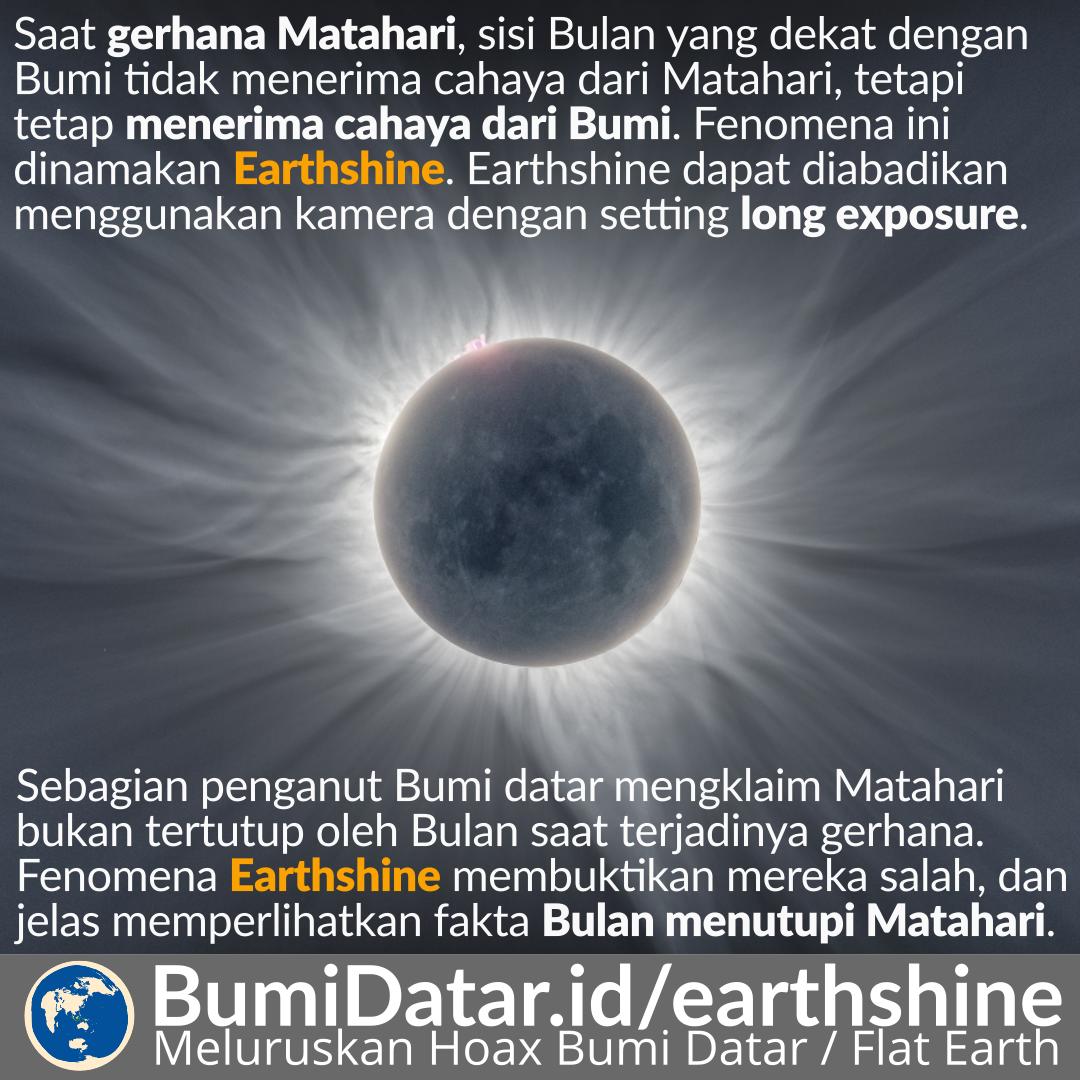 Saat gerhana Matahari, sisi Bulan yang dekat dengan
Bumi tidak menerima cahaya dari Matahari, tetapi
tetap menerima cahaya dari Bumi. Fenomena ini
dinamakan Earthshine. Earthshine dapat diabadikan
menggunakan kamera dengan setting long exposure.
Sebagian penganut Bumi datar mengklaim Matahari
bukan tertutup oleh Bulan saat terjadinya gerhana.
Fenomena Earthshine membuktikan mereka salah, dan
jelas memperlihatkan fakta Bulan menutupi Matahari.
BumiDatar.id/earthshine
Meluruskan Hoax Bumi Datar / Flat Earth